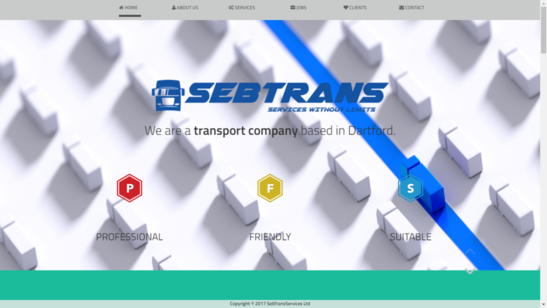 HOME ABOUT US SERVICES JOBS CLIENTS CONTACT
SEBTRANS
SERVICES WITHOUT LIMITS
We are a transport company based in Dartford.
P F S
PROFESSIONAL FRIENDLY SUITABLE
Copyright © 2017 SebTransServices Ltd